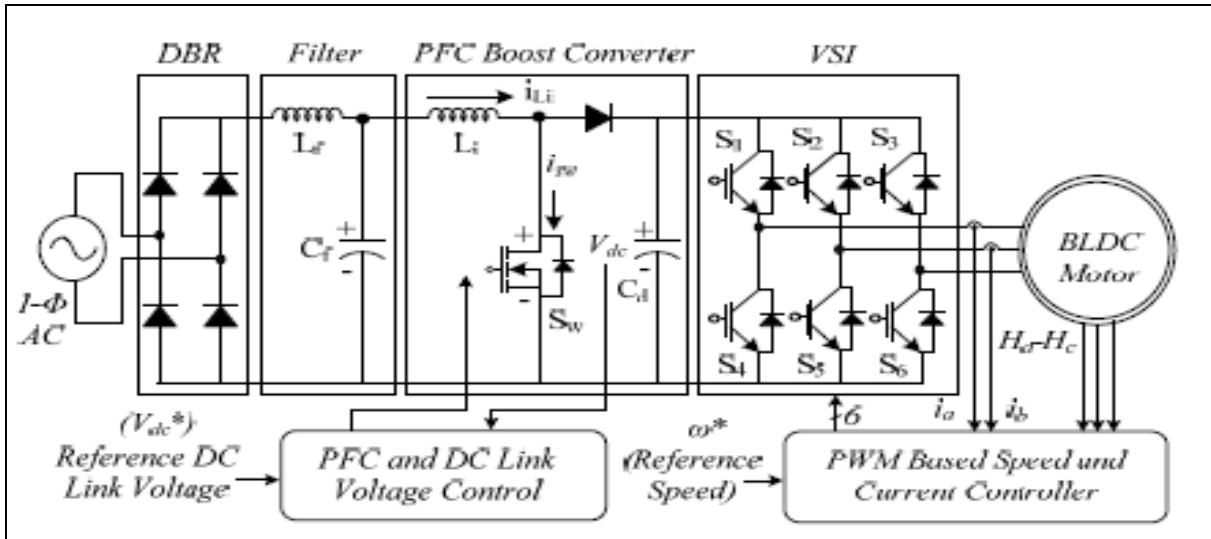 DBR
Filter
PFC Boost Converter
VSI
iLi
Lf
Li
isw
S1
S2
S3
+
Cf
-
+
-
Sw
Vdc
+
Cd
-
S4
S5
S6
1-Φ
AC
BLDC
Motor
Ha-Hc
ia
ib
6
(Vdc*)
Reference DC
Link Voltage
PFC and DC Link
Voltage Control
ω*
(Reference
Speed)
PWM Based Speed and
Current Controller